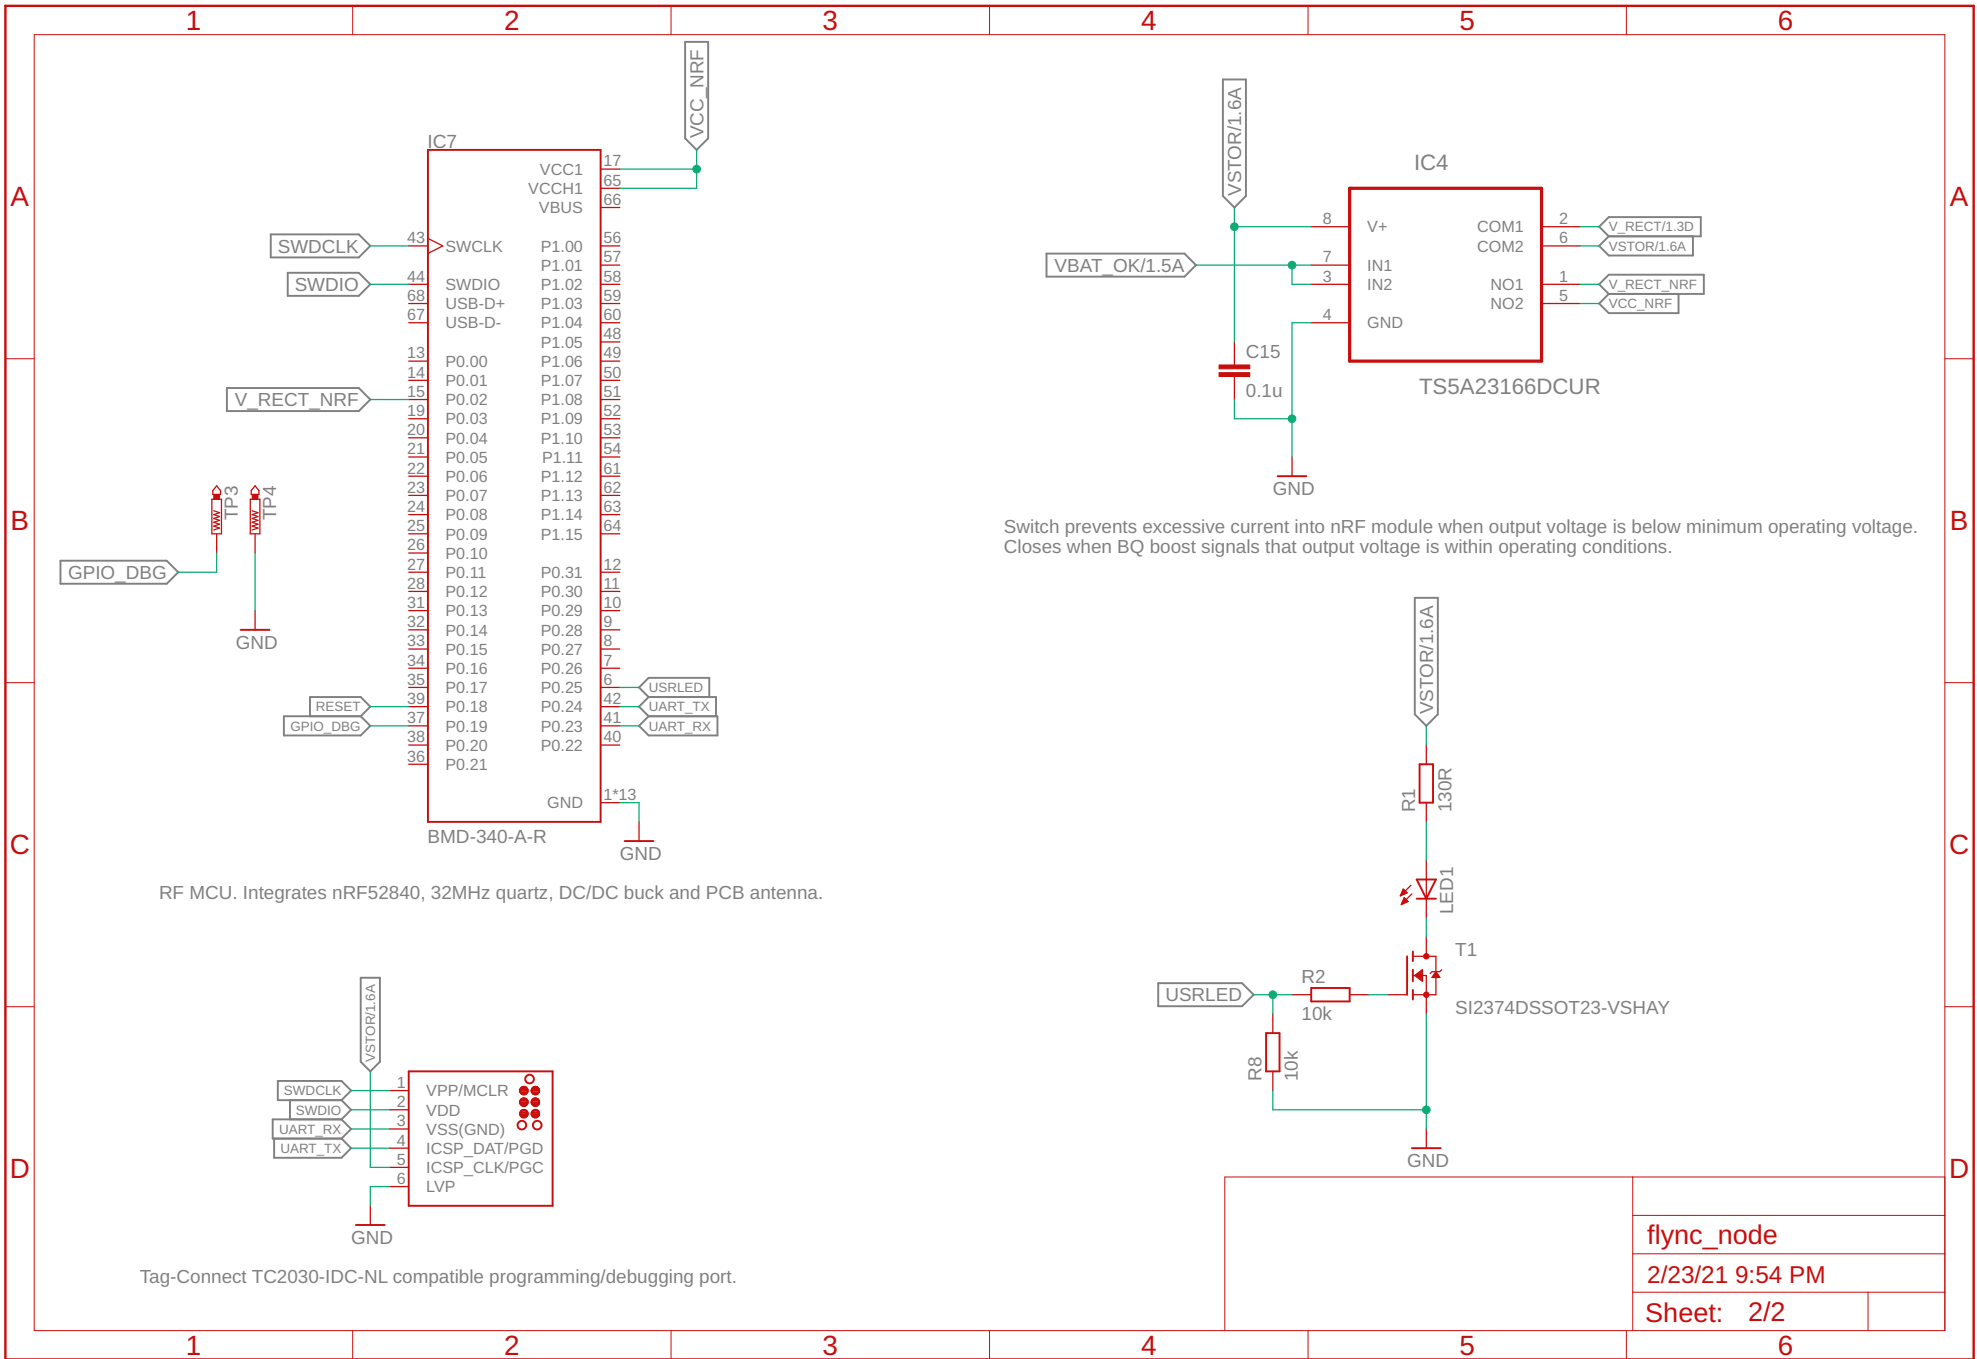 1 2 3 4 5 6
A
B
C
D
A
B
C
D
VCC_NRF
IC7
VCC1 17
VCCH1 65
VBUS 66
SWDCLK 43 SWCLK
P1.00 56
P1.01 57
SWDIO 44 SWDIO
P1.02 58
68 USB-D+
P1.03 59
67 USB-D-
P1.04 60
P1.05 48
13 P0.00
P1.06 49
14 P0.01
P1.07 50
V_RECT_NRF 15 P0.02
P1.08 51
19 P0.03
P1.09 52
20 P0.04
P1.10 53
21 P0.05
P1.11 54
22 P0.06
P1.12 61
23 P0.07
P1.13 62
24 P0.08
P1.14 63
25 P0.09
P1.15 64
26 P0.10
27 P0.11
P0.31 12
28 P0.12
P0.30 11
31 P0.13
P0.29 10
32 P0.14
P0.28 9
33 P0.15
P0.27 8
34 P0.16
P0.26 7
35 P0.17
P0.25 6 USRLED
RESET 39 P0.18
P0.24 42 UART_TX
GPIO_DBG 37 P0.19
P0.23 41 UART_RX
38 P0.20
P0.22 40
36 P0.21
GND 1*13
BMD-340-A-R
GND
TP3
TP4
GPIO_DBG
GND
RF MCU. Integrates nRF52840, 32MHz quartz, DC/DC buck and PCB antenna.
VSTOR/1.6A
SWDCLK 1 VPP/MCLR
SWDIO 2 VDD
UART_RX 3 VSS(GND)
UART_TX 4 ICSP_DAT/PGD
5 ICSP_CLK/PGC
6 LVP
GND
Tag-Connect TC2030-IDC-NL compatible programming/debugging port.
VSTOR/1.6A
IC4
8 V+
COM1 2 V_RECT/1.3D
COM2 6 VSTOR/1.6A
VBAT_OK/1.5A 7 IN1
3 IN2
NO1 1 V_RECT_NRF
NO2 5 VCC_NRF
4 GND
C15
0.1u
TS5A23166DCUR
GND
Switch prevents excessive current into nRF module when output voltage is below minimum operating voltage.
Closes when BQ boost signals that output voltage is within operating conditions.
VSTOR/1.6A
R1
130R
LED1
T1
SI2374DSSOT23-VSHAY
USRLED
R2
10k
R8
10k
GND
flync_node
2/23/21 9:54 PM
Sheet: 2/2
1 2 3 4 5 6